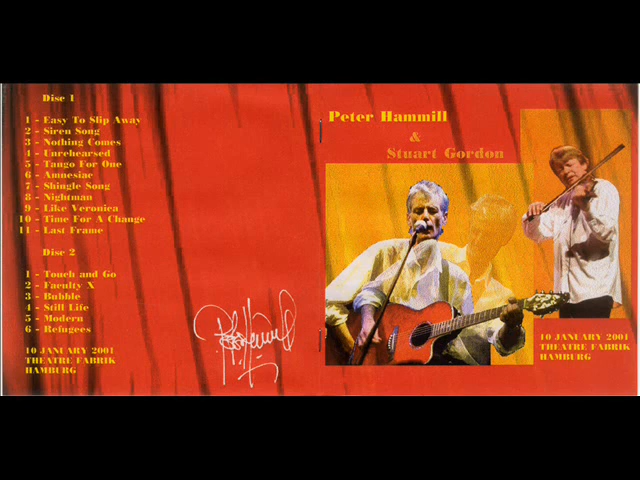 Disc 1
1 - Easy To Slip Away
2 - Siren Song
3 - Nothing Comes
4 - Unrehearsed
5 - Tango For One
6 - Amnesiac
7 - Shingle Song
8 - Nightman
9 - Like Veronica
10 - Time For A Change
11 - Last Frame
Disc 2
1 - Touch and Go
2 - Faculty X
3 - Bubble
4 - Still Life
5 - Modern
6 - Refugees
10 JANUARY 2001
THEATRE FABRIK
HAMBURG
Peter Hammill
&
Stuart Gordon
10 JANUARY 2001
THEATRE FABRIK
HAMBURG